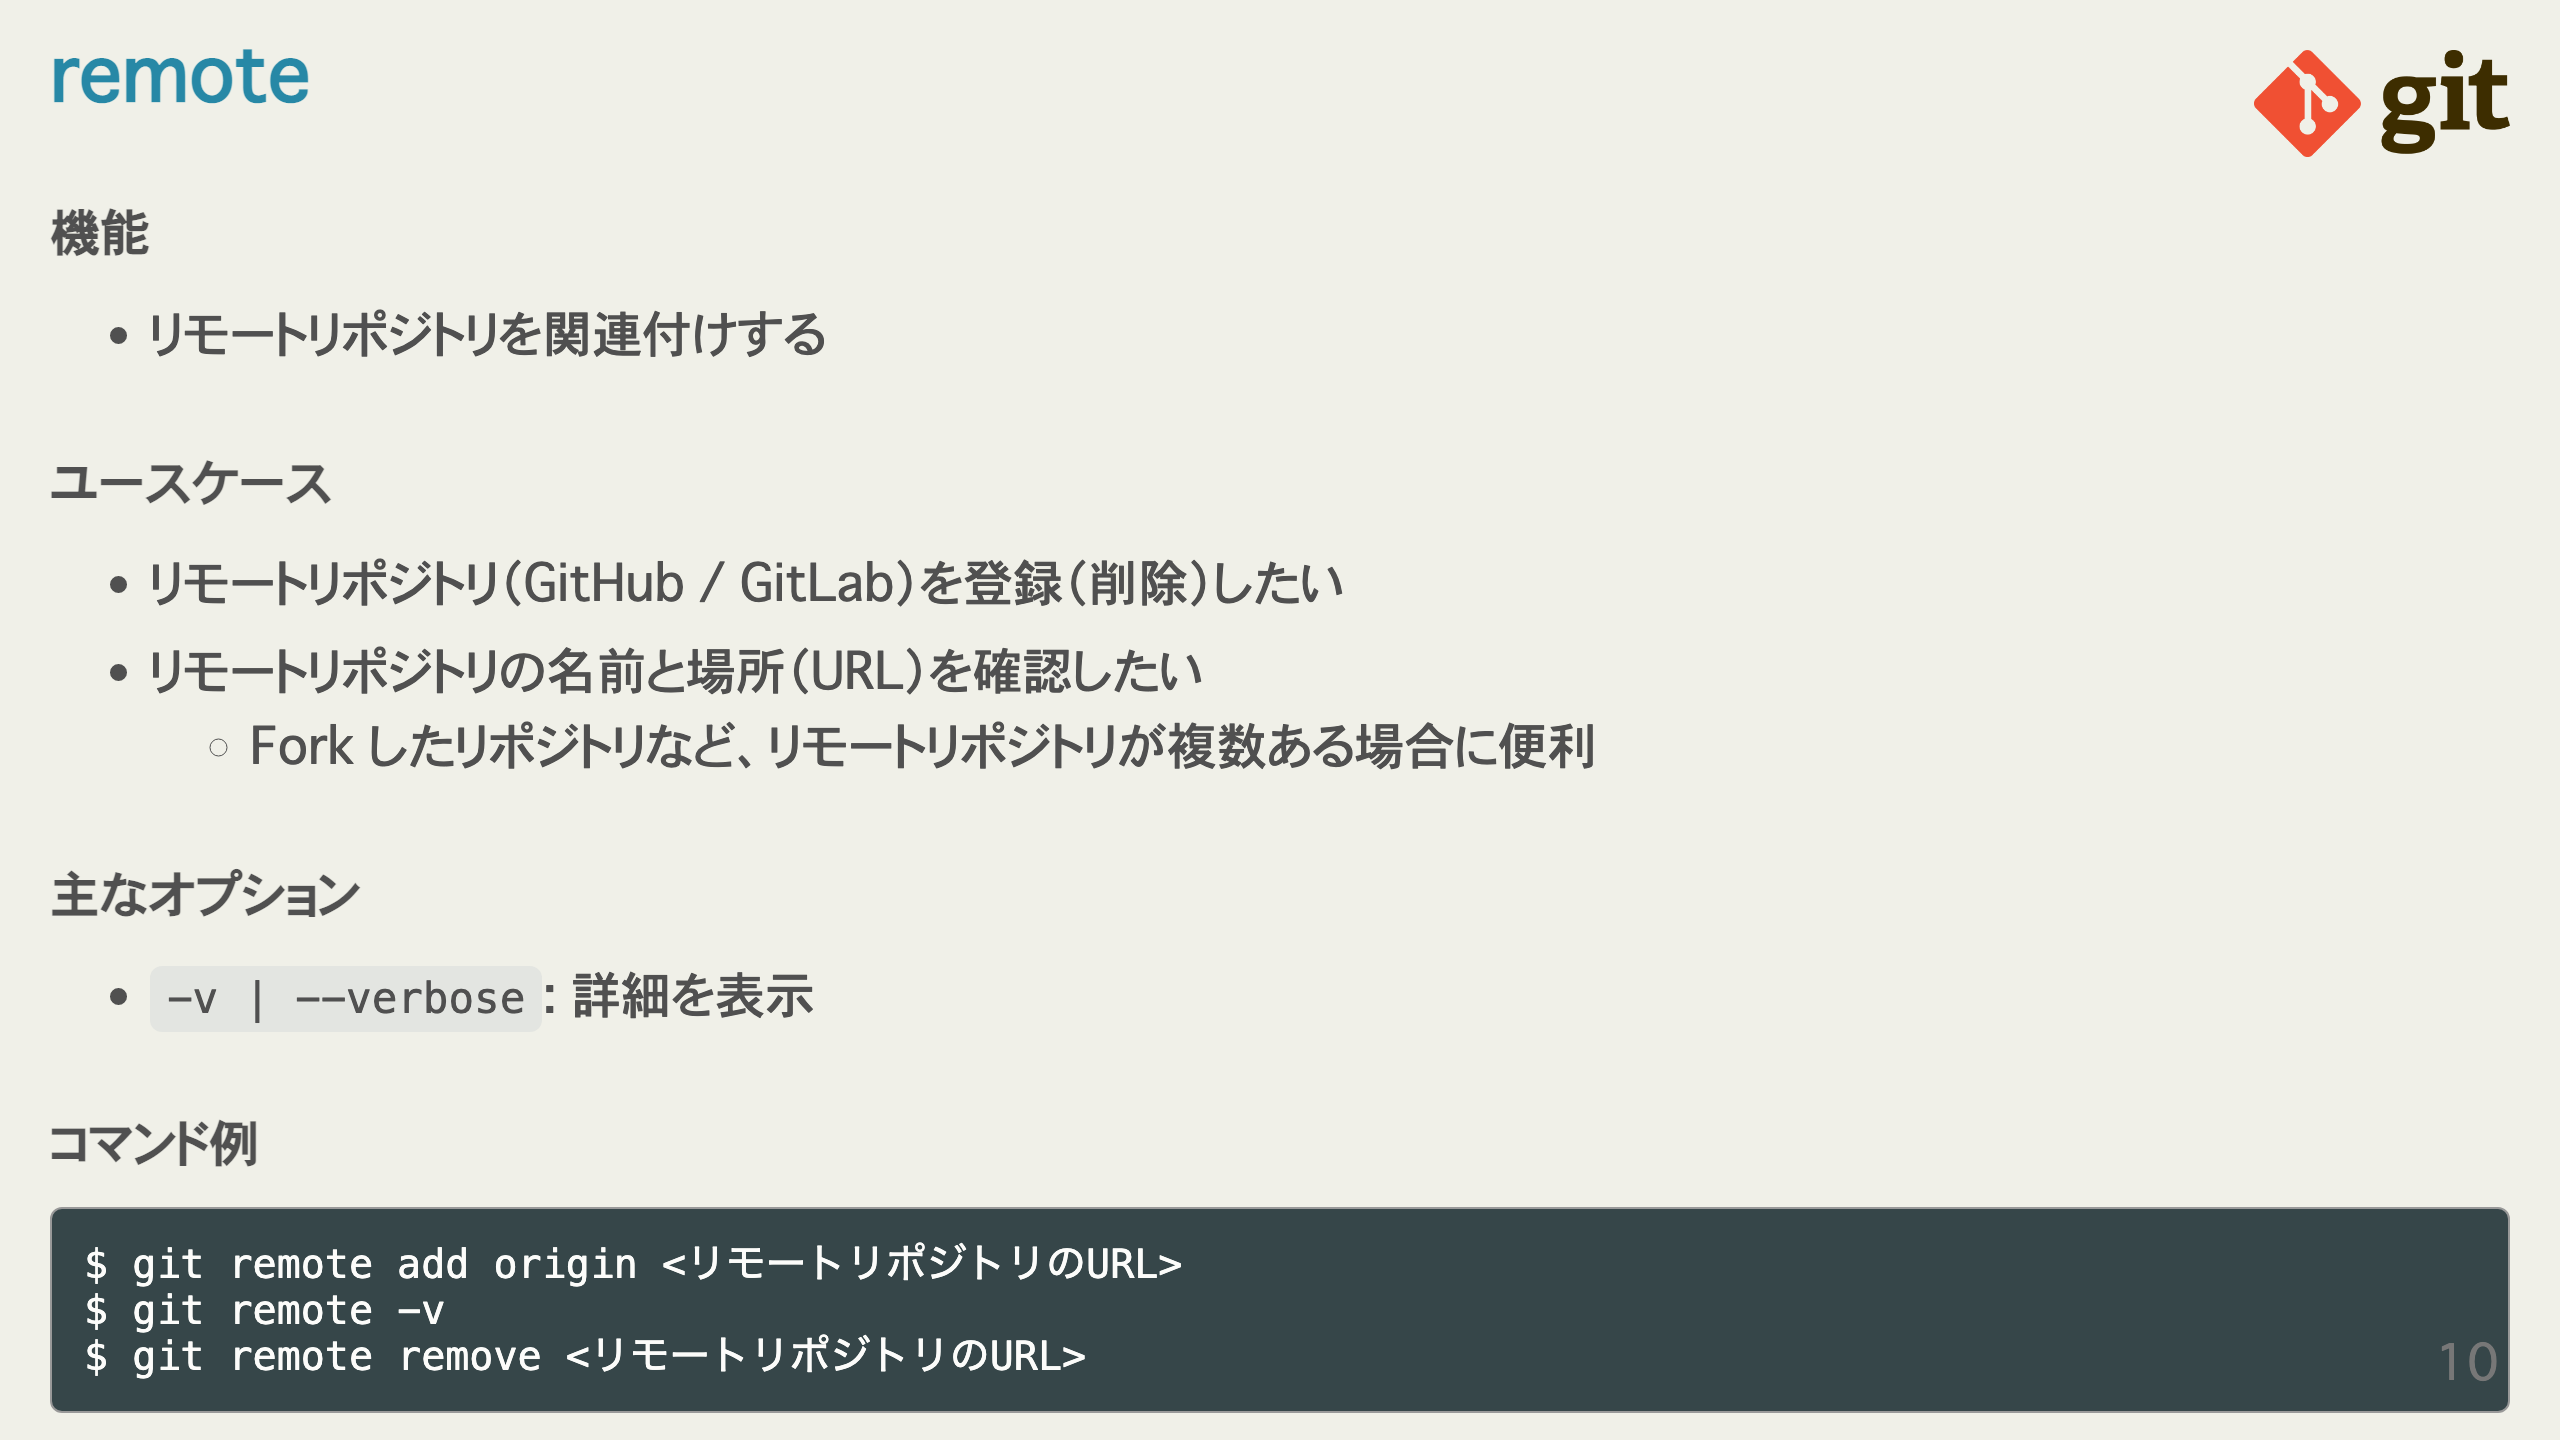 remote
git
機能
• リモートリポジトリを関連付けする
ユースケース
• リモートリポジトリ(GitHub / GitLab)を登録(削除)したい
• リモートリポジトリの名前と場所(URL)を確認したい
○ Fork したリポジトリなど、リモートリポジトリが複数ある場合に便利
主なオプション
• -v | --verbose : 詳細を表示
コマンド例
$ git remote add origin <リモートリポジトリのURL>
$ git remote -v
$ git remote remove <リモートリポジトリのURL>
10